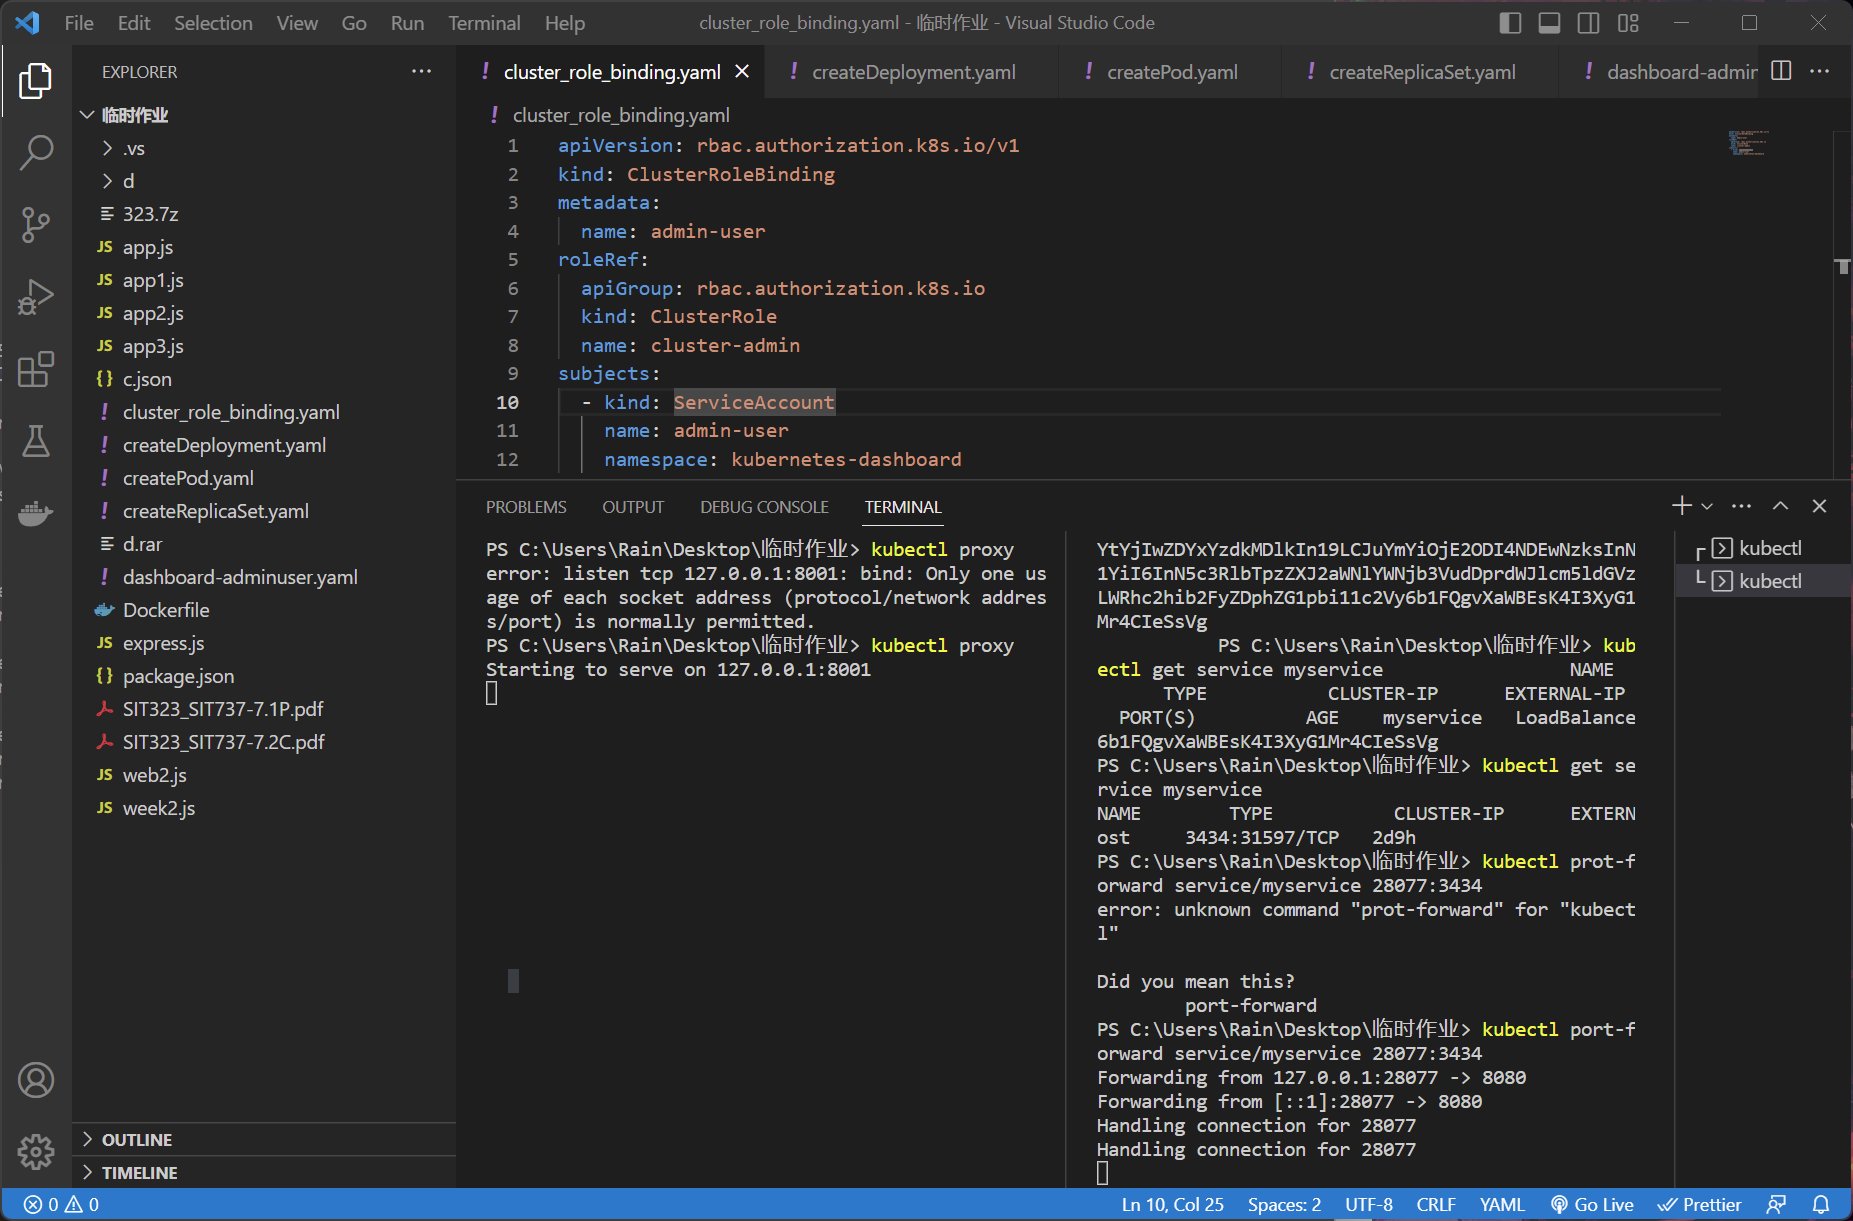 File Edit Selection View Go Run Terminal Help
cluster_role_binding.yaml - 临时作业 - Visual Studio Code
EXPLORER
临时作业
.vs
d
323.7z
JS app.js
JS app1.js
JS app2.js
JS app3.js
{} c.json
! cluster_role_binding.yaml
! createDeployment.yaml
! createPod.yaml
! createReplicaSet.yaml
d.rar
! dashboard-adminuser.yaml
Dockerfile
JS express.js
{} package.json
SIT323_SIT737-7.1P.pdf
SIT323_SIT737-7.2C.pdf
JS web2.js
JS week2.js
OUTLINE
TIMELINE
! cluster_role_binding.yaml ! createDeployment.yaml ! createPod.yaml ! createReplicaSet.yaml ! dashboard-admin
! cluster_role_binding.yaml
1 apiVersion: rbac.authorization.k8s.io/v1
2 kind: ClusterRoleBinding
3 metadata:
4 name: admin-user
5 roleRef:
6 apiGroup: rbac.authorization.k8s.io
7 kind: ClusterRole
8 name: cluster-admin
9 subjects:
10 - kind: ServiceAccount
11 name: admin-user
12 namespace: kubernetes-dashboard
PROBLEMS OUTPUT DEBUG CONSOLE TERMINAL
PS C:\Users\Rain\Desktop\临时作业> kubectl proxy
error: listen tcp 127.0.0.1:8001: bind: Only one us
age of each socket address (protocol/network addres
s/port) is normally permitted.
PS C:\Users\Rain\Desktop\临时作业> kubectl proxy
Starting to serve on 127.0.0.1:8001
YtYjIwZDYxYzdkMDlkIn19LCJuYmYiOjE2ODI4NDEwNzksInN
1YiI6InN5c3RlbTpzZXJ2aWNlYWNjb3VudDprdWJlcm5ldGVz
LWRhc2hib2FyZDphZG1pbi11c2Vy6b1FQgvXaWBEsK4I3XyG1
Mr4CIeSsVg
PS C:\Users\Rain\Desktop\临时作业> kub
ectl get service myservice NAME
TYPE CLUSTER-IP EXTERNAL-IP
PORT(S) AGE myservice LoadBalance
6b1FQgvXaWBEsK4I3XyG1Mr4CIeSsVg
PS C:\Users\Rain\Desktop\临时作业> kubectl get se
rvice myservice
NAME TYPE CLUSTER-IP EXTERN
ost 3434:31597/TCP 2d9h
PS C:\Users\Rain\Desktop\临时作业> kubectl prot-f
orward service/myservice 28077:3434
error: unknown command "prot-forward" for "kubect
l"
Did you mean this?
port-forward
PS C:\Users\Rain\Desktop\临时作业> kubectl port-f
orward service/myservice 28077:3434
Forwarding from 127.0.0.1:28077 -> 8080
Forwarding from [::1]:28077 -> 8080
Handling connection for 28077
Handling connection for 28077
kubectl
kubectl
0 0
Ln 10, Col 25 Spaces: 2 UTF-8 CRLF YAML Go Live Prettier